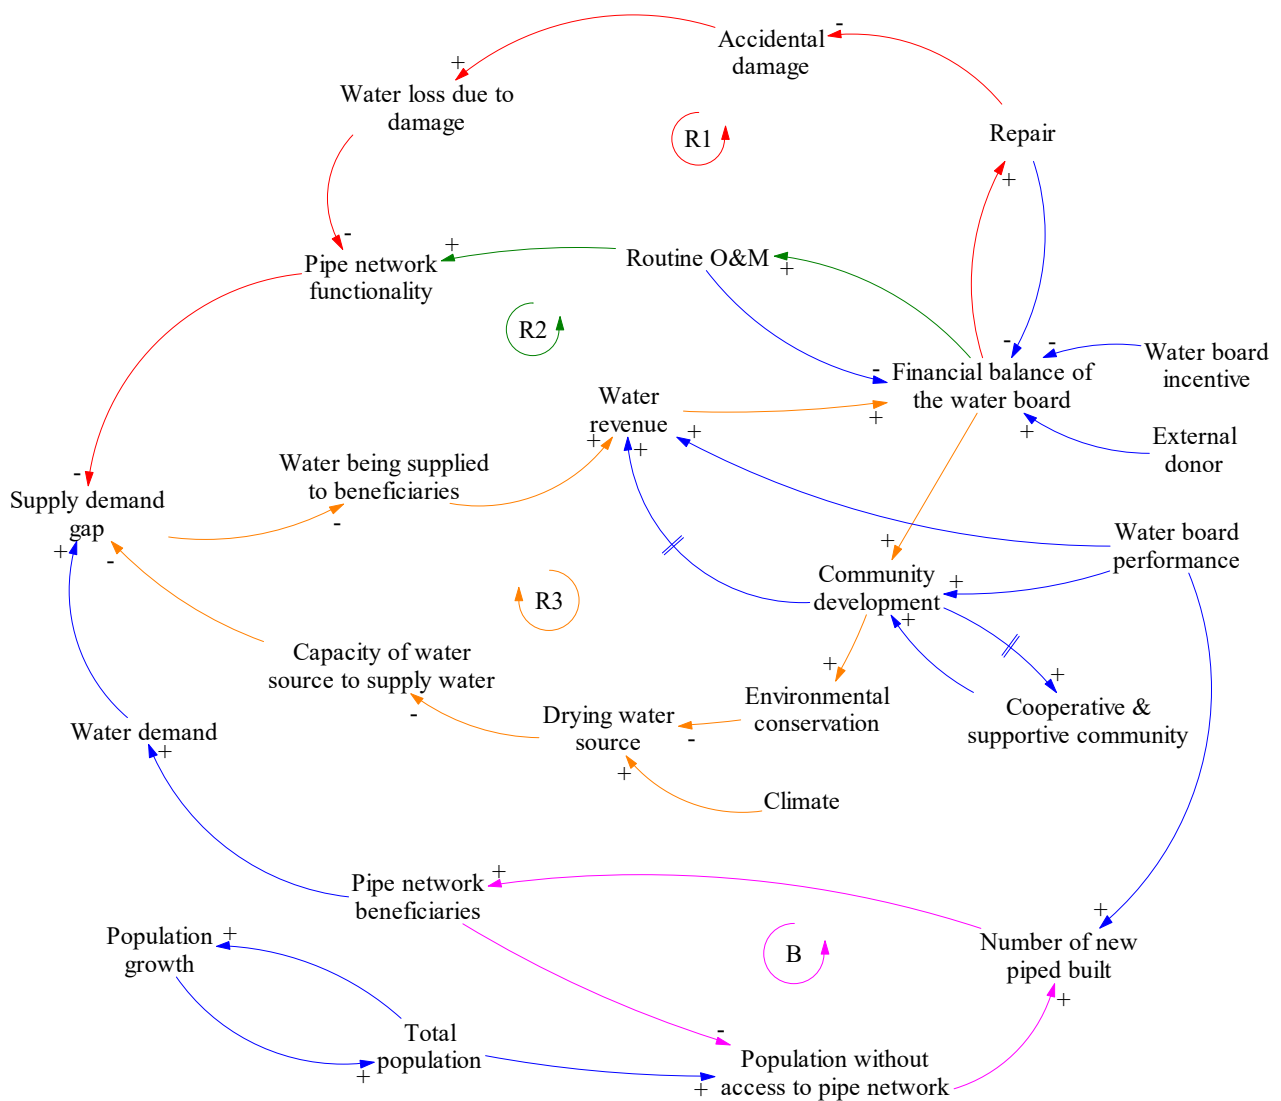 Accidental
damage
-
+
Water loss due to
damage
R1
Repair
+
-
Pipe network
functionality
+
Routine O&M
+
R2
-
-
-
Financial balance of
the water board
Water board
incentive
+
+
External
donor
Water
revenue
+
+
+
Water being supplied
to beneficiaries
-
-
Supply demand
gap
+
-
Water board
performance
+
Community
development
+
+
R3
Capacity of water
source to supply water
-
+
Environmental
conservation
+
Cooperative &
supportive community
Drying water
source
-
+
Water demand
+
Climate
Pipe network
beneficiaries
+
+
Population
growth
+
B
Number of new
piped built
+
Total
population
+
-
Population without
access to pipe network
+